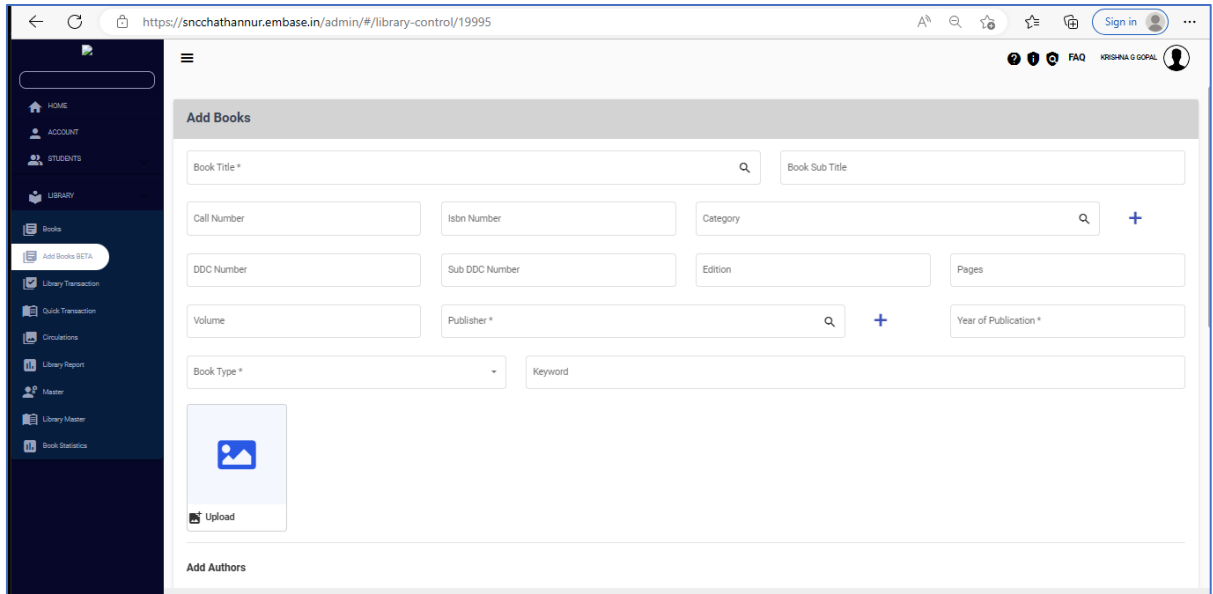 https://sncchathannur.embase.in/admin/#/library-control/19995
Sign in
FAQ KRISHNA G GOPAL
HOME
ACCOUNT
STUDENTS
LIBRARY
Books
Add Books BETA
Library Transaction
Quick Transaction
Circulations
Library Report
Master
Library Master
Book Statistics
Add Books
Book Title * Book Sub Title
Call Number Isbn Number Category
DDC Number Sub DDC Number Edition Pages
Volume Publisher * Year of Publication *
Book Type * Keyword
Upload
Add Authors